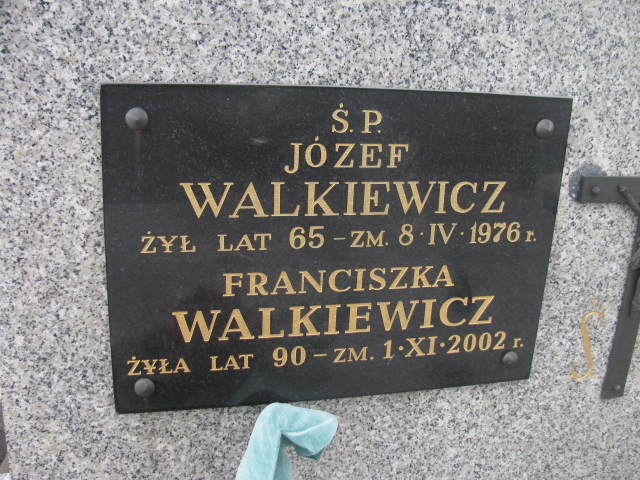 Ś.P.
JÓZEF
WALKIEWICZ
ŻYŁ LAT 65 – ZM. 8·IV·1976 r.
FRANCISZKA
WALKIEWICZ
ŻYŁA LAT 90 – ZM. 1·XI·2002 r.
Ś